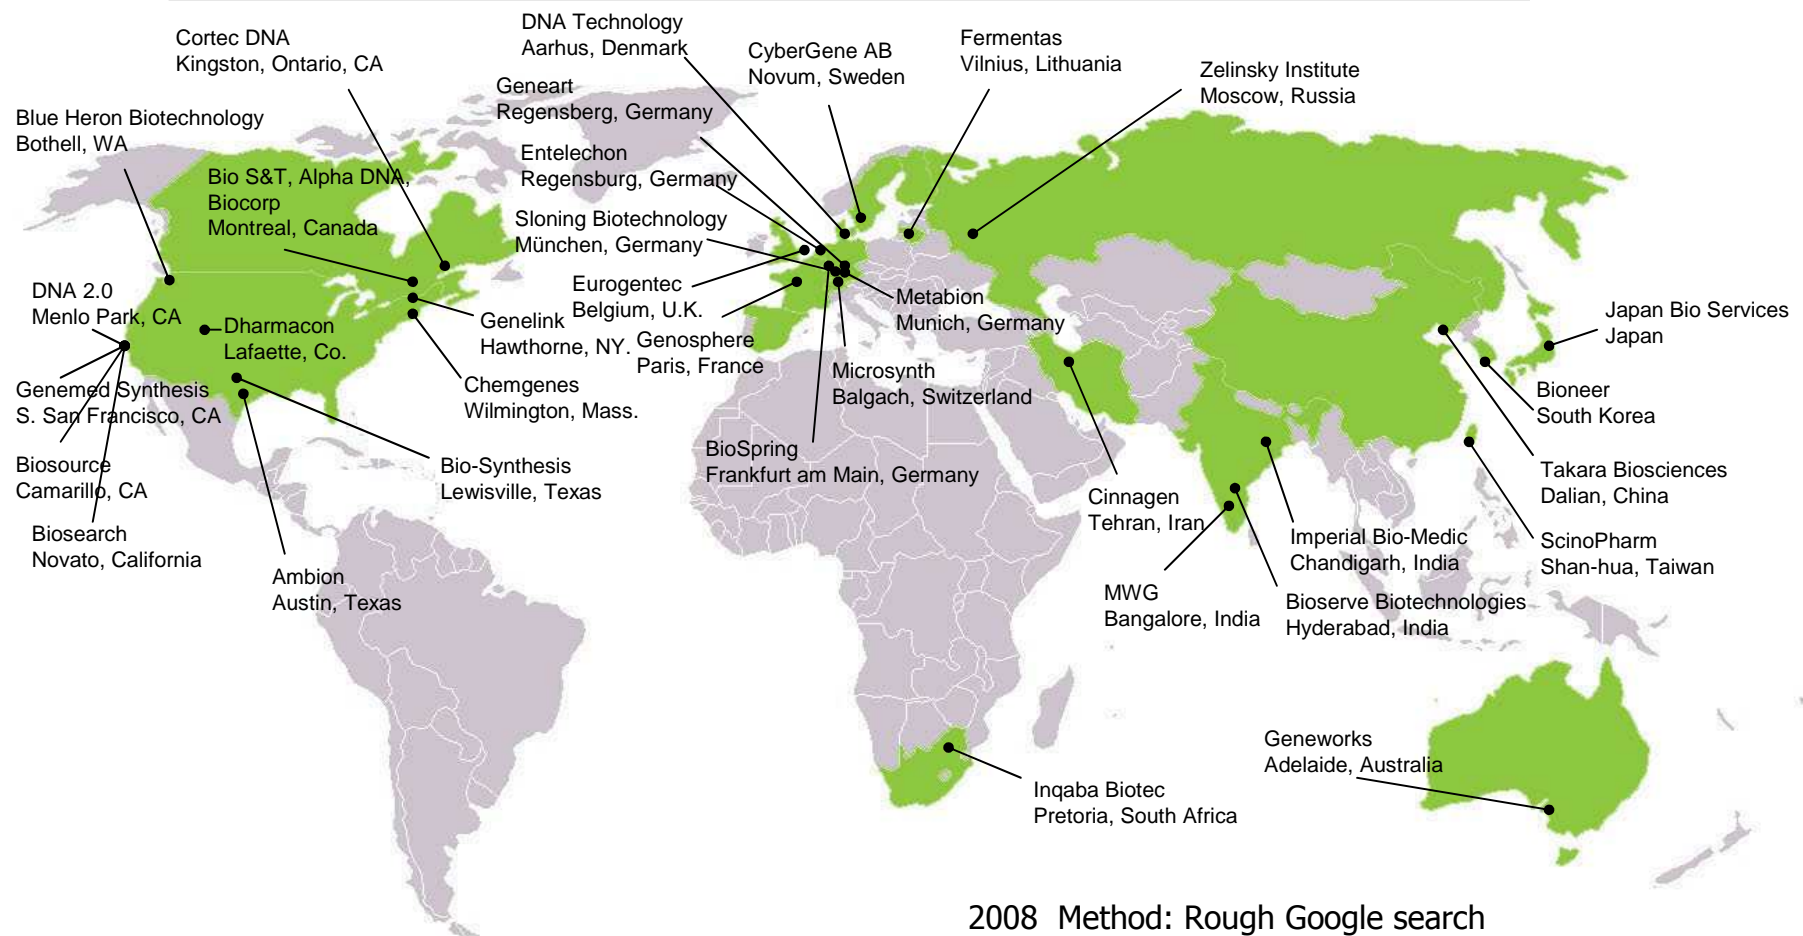 Cortec DNA
Kingston, Ontario, CA
DNA Technology
Aarhus, Denmark
CyberGene AB
Novum, Sweden
Fermentas
Vilnius, Lithuania
Zelinsky Institute
Moscow, Russia
Geneart
Regensberg, Germany
Blue Heron Biotechnology
Bothell, WA
Entelechon
Regensburg, Germany
Bio S&T, Alpha DNA,
Biocorp
Montreal, Canada
Sloning Biotechnology
München, Germany
Eurogentec
Belgium, U.K.
DNA 2.0
Menlo Park, CA
Dharmacon
Lafaette, Co.
Genelink
Hawthorne, NY.
Genosphere
Paris, France
Metabion
Munich, Germany
Japan Bio Services
Japan
Genemed Synthesis
S. San Francisco, CA
Chemgenes
Wilmington, Mass.
Microsynth
Balgach, Switzerland
Bioneer
South Korea
BioSpring
Frankfurt am Main, Germany
Biosource
Camarillo, CA
Bio-Synthesis
Lewisville, Texas
Takara Biosciences
Dalian, China
Cinnagen
Tehran, Iran
Biosearch
Novato, California
Imperial Bio-Medic
Chandigarh, India
ScinoPharm
Shan-hua, Taiwan
Ambion
Austin, Texas
MWG
Bangalore, India
Bioserve Biotechnologies
Hyderabad, India
Geneworks
Adelaide, Australia
Inqaba Biotec
Pretoria, South Africa
2008 Method: Rough Google search